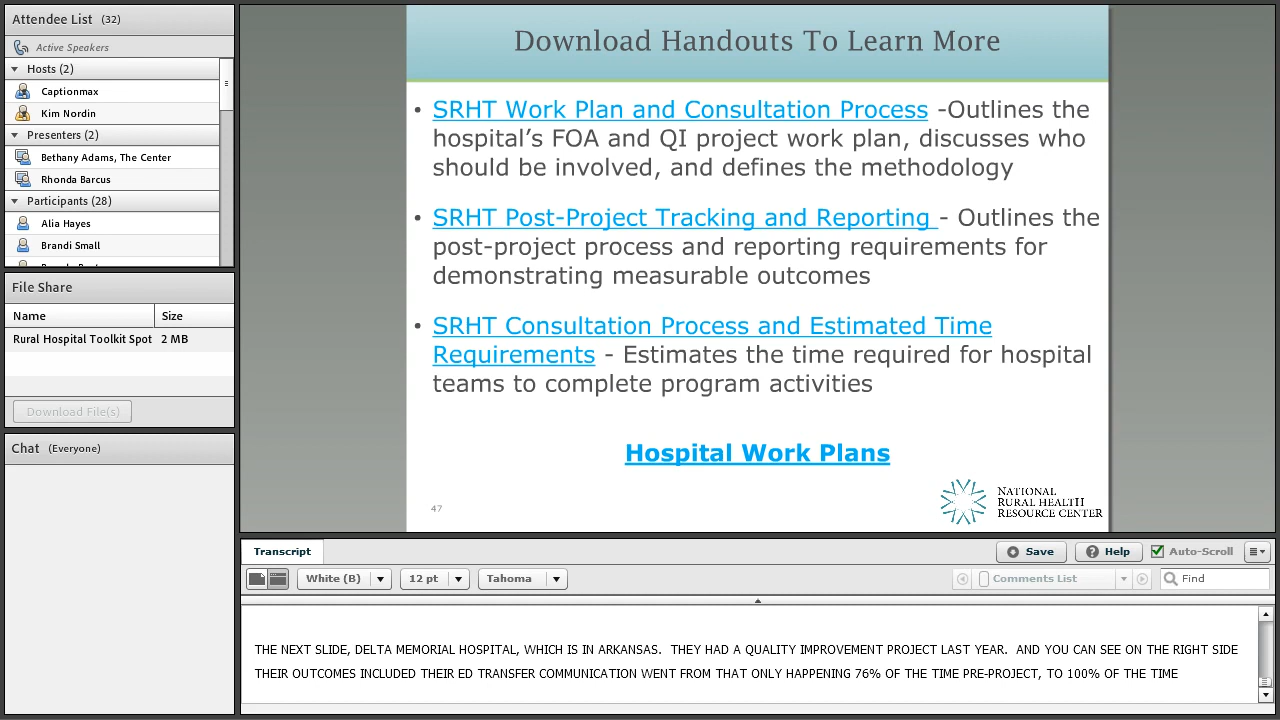 Attendee List (32)
Active Speakers
Hosts (2)
Captionmax
Kim Nordin
Presenters (2)
Bethany Adams, The Center
Rhonda Barcus
Participants (28)
Alia Hayes
Brandi Small
File Share
Name Size
Rural Hospital Toolkit Spot 2 MB
Download File(s)
Chat (Everyone)
Download Handouts To Learn More
• SRHT Work Plan and Consultation Process -Outlines the
hospital’s FOA and QI project work plan, discusses who
should be involved, and defines the methodology
• SRHT Post-Project Tracking and Reporting - Outlines the
post-project process and reporting requirements for
demonstrating measurable outcomes
• SRHT Consultation Process and Estimated Time
Requirements - Estimates the time required for hospital
teams to complete program activities
Hospital Work Plans
47
NATIONAL
RURAL HEALTH
RESOURCE CENTER
Transcript Save Help Auto-Scroll
White (B) 12 pt Tahoma Comments List Find
THE NEXT SLIDE, DELTA MEMORIAL HOSPITAL, WHICH IS IN ARKANSAS. THEY HAD A QUALITY IMPROVEMENT PROJECT LAST YEAR. AND YOU CAN SEE ON THE RIGHT SIDE
THEIR OUTCOMES INCLUDED THEIR ED TRANSFER COMMUNICATION WENT FROM THAT ONLY HAPPENING 76% OF THE TIME PRE-PROJECT, TO 100% OF THE TIME